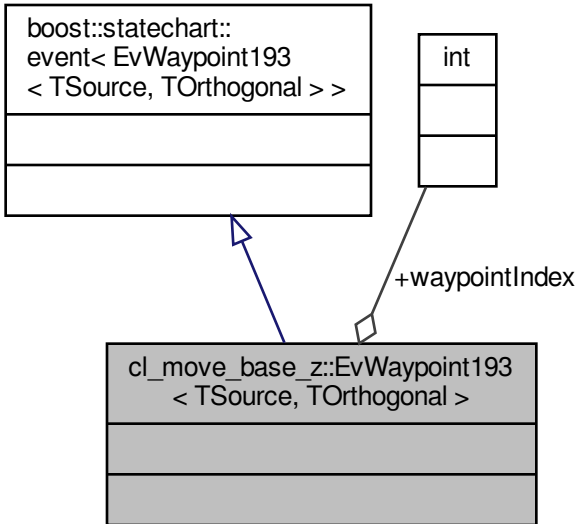 boost::statechart::
event< EvWaypoint193
< TSource, TOrthogonal > >
int
+waypointIndex
cl_move_base_z::EvWaypoint193
< TSource, TOrthogonal >